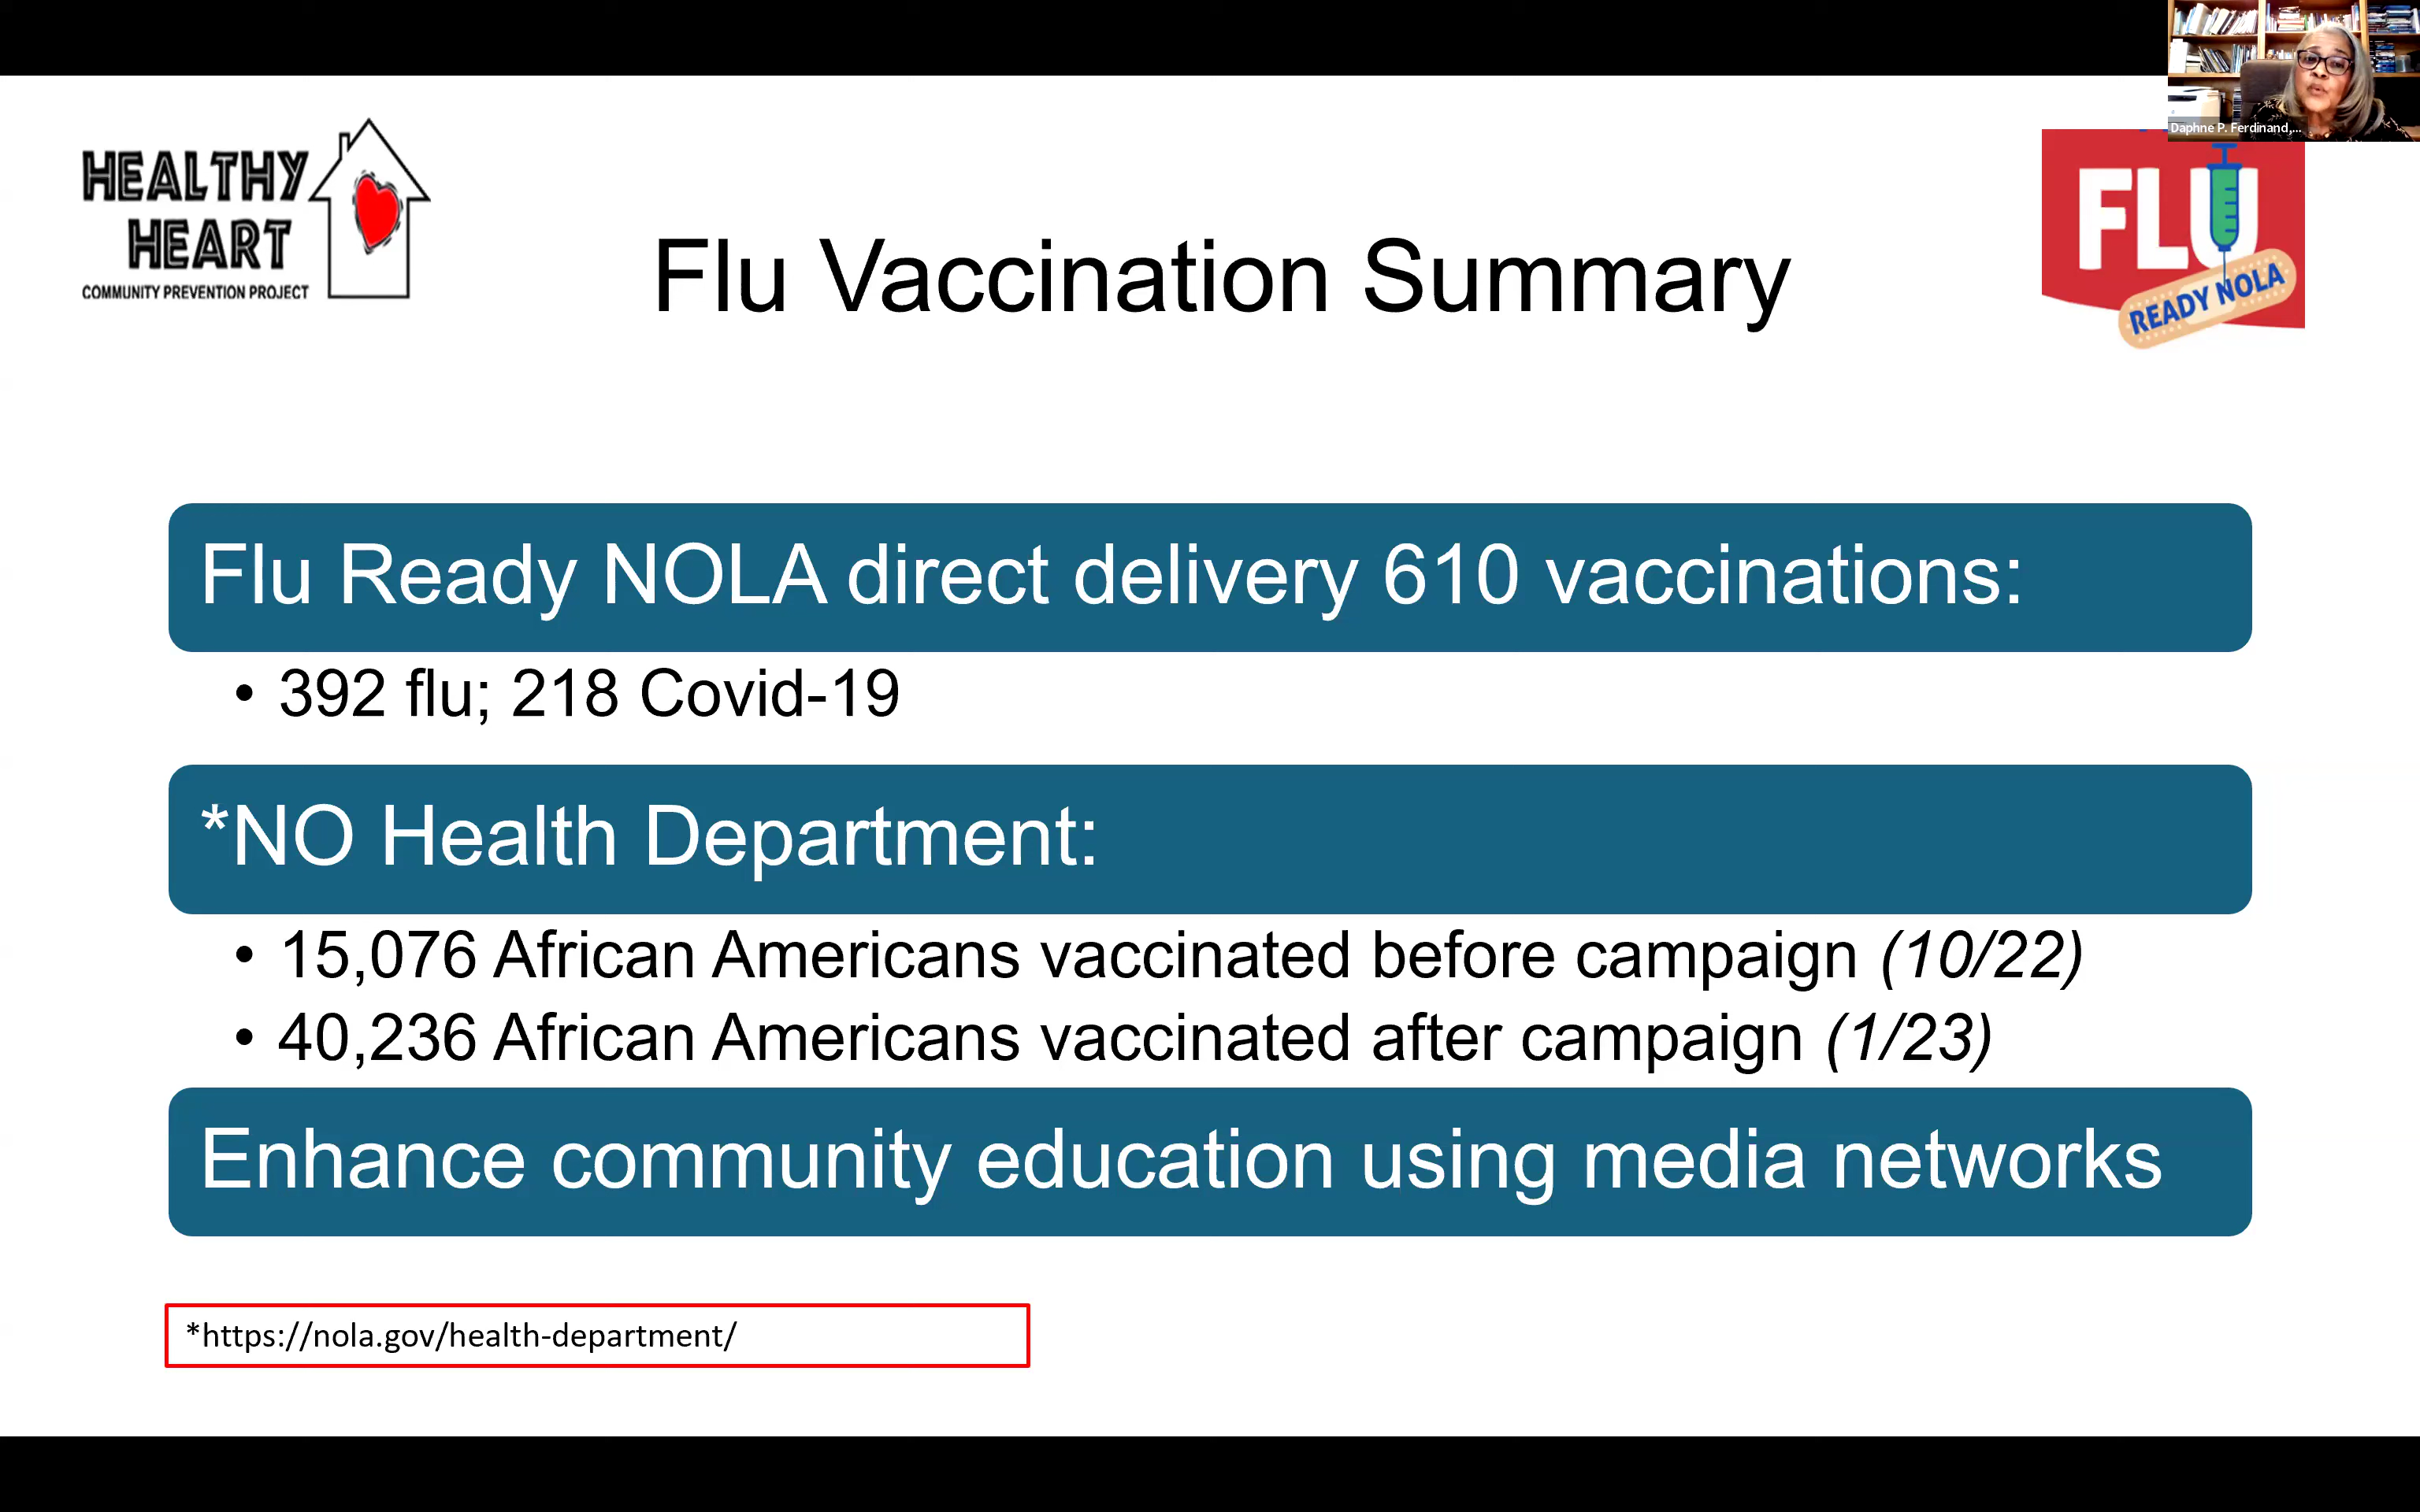 Daphne P. Ferdinand,...
HEALTHY
HEART
COMMUNITY PREVENTION PROJECT
Flu Vaccination Summary
FLU
READY NOLA
Flu Ready NOLA direct delivery 610 vaccinations:
• 392 flu; 218 Covid-19
*NO Health Department:
• 15,076 African Americans vaccinated before campaign (10/22)
• 40,236 African Americans vaccinated after campaign (1/23)
Enhance community education using media networks
*https://nola.gov/health-department/